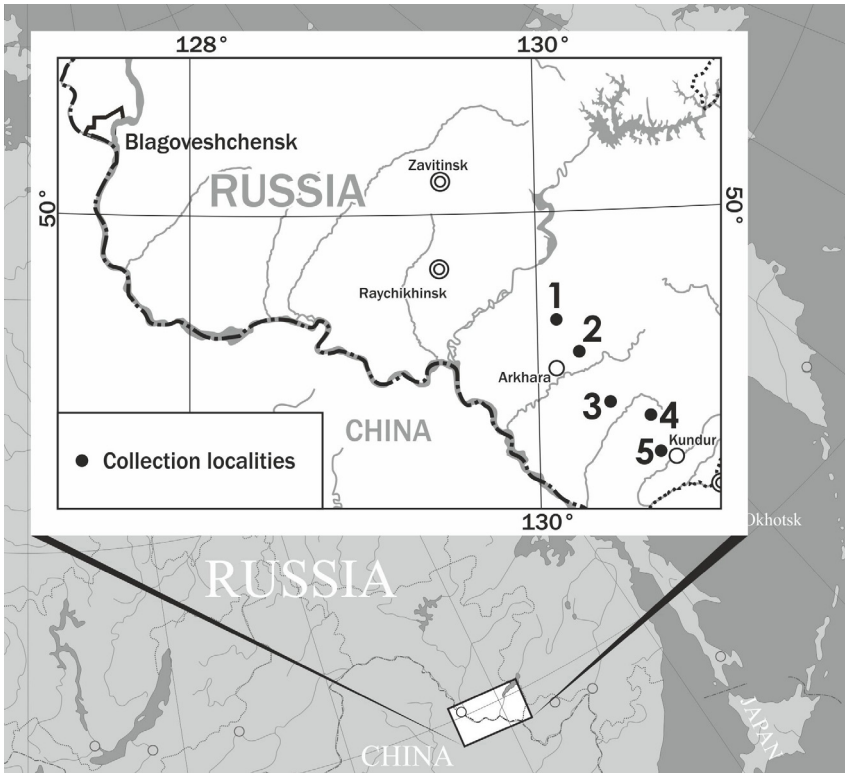 128°
130°
Blagoveshchensk
Zavitinsk
RUSSIA
50°
50°
Raychikhinsk
1
2
Arkhara
3
4
CHINA
Kundur
5
Collection localities
130°
Okhotsk
RUSSIA
JAPAN
CHINA